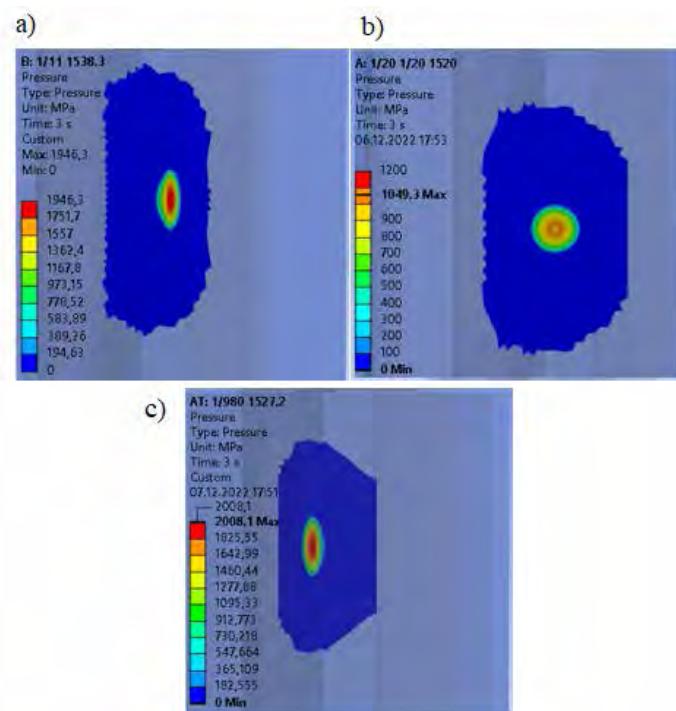 a)
B: 1/11 1538.3
Pressure
Type: Pressure
Unit: MPa
Time: 3 s
Custom
Max: 1946,3
Min: 0
1946,3
1751,7
1557
1362,4
1167,8
973,15
778,52
583,89
389,26
194,63
0
b)
A: 1/20 1/20 1520
Pressure
Type: Pressure
Unit: MPa
Time: 3 s
06.12.2022 17:53
1200
1049,3 Max
900
800
700
600
500
400
300
200
100
0 Min
c)
AT: 1/980 1527.2
Pressure
Type: Pressure
Unit: MPa
Time: 3 s
Custom
07.12.2022 17:51
2008,1
2008,1 Max
1825,55
1642,99
1460,44
1277,88
1095,33
912,773
730,218
547,664
365,109
182,555
0 Min